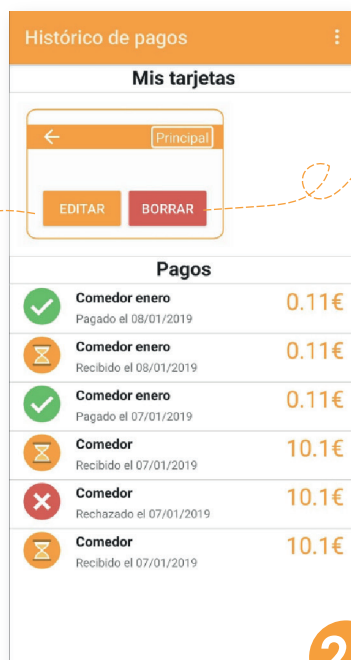 Histórico de pagos
Mis tarjetas
Principal
EDITAR BORRAR
Pagos
Comedor enero 0.11€
Pagado el 08/01/2019
Comedor enero 0.11€
Recibido el 08/01/2019
Comedor enero 0.11€
Pagado el 07/01/2019
Comedor 10.1€
Recibido el 07/01/2019
Comedor 10.1€
Rechazado el 07/01/2019
Comedor 10.1€
Recibido el 07/01/2019
2